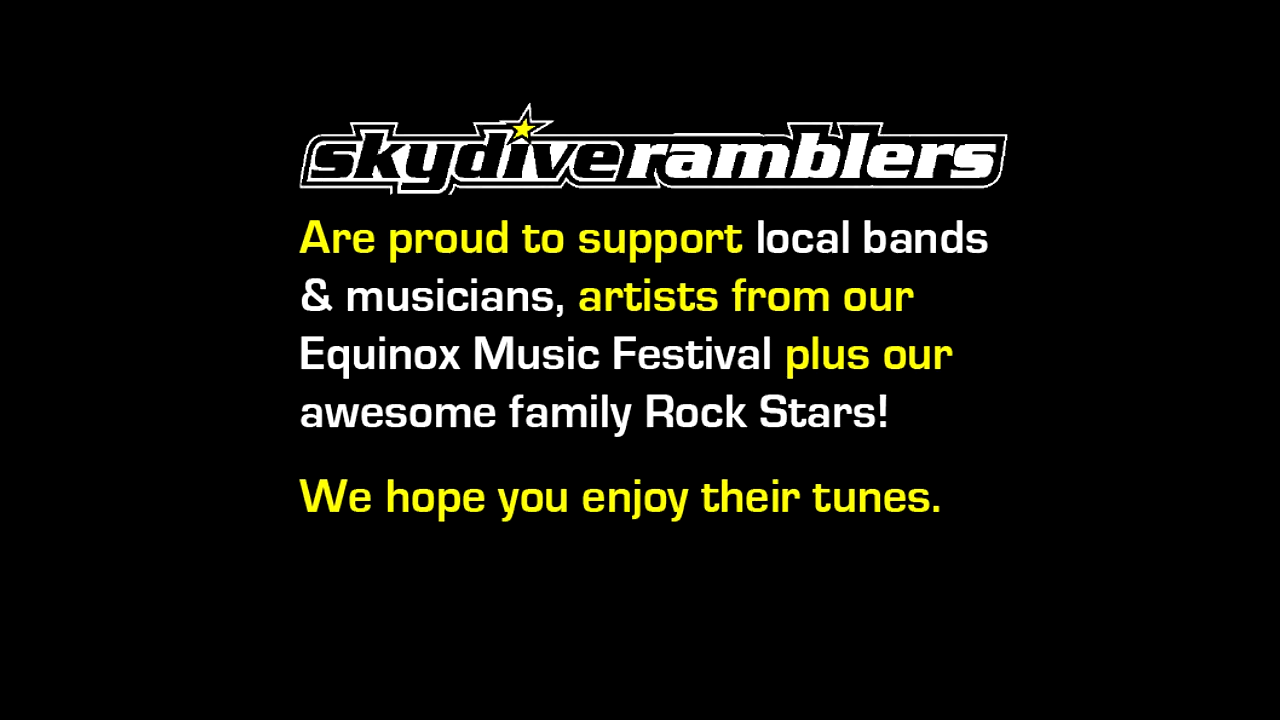 skydiveramblers
Are proud to support local bands
& musicians, artists from our
Equinox Music Festival plus our
awesome family Rock Stars!
We hope you enjoy their tunes.